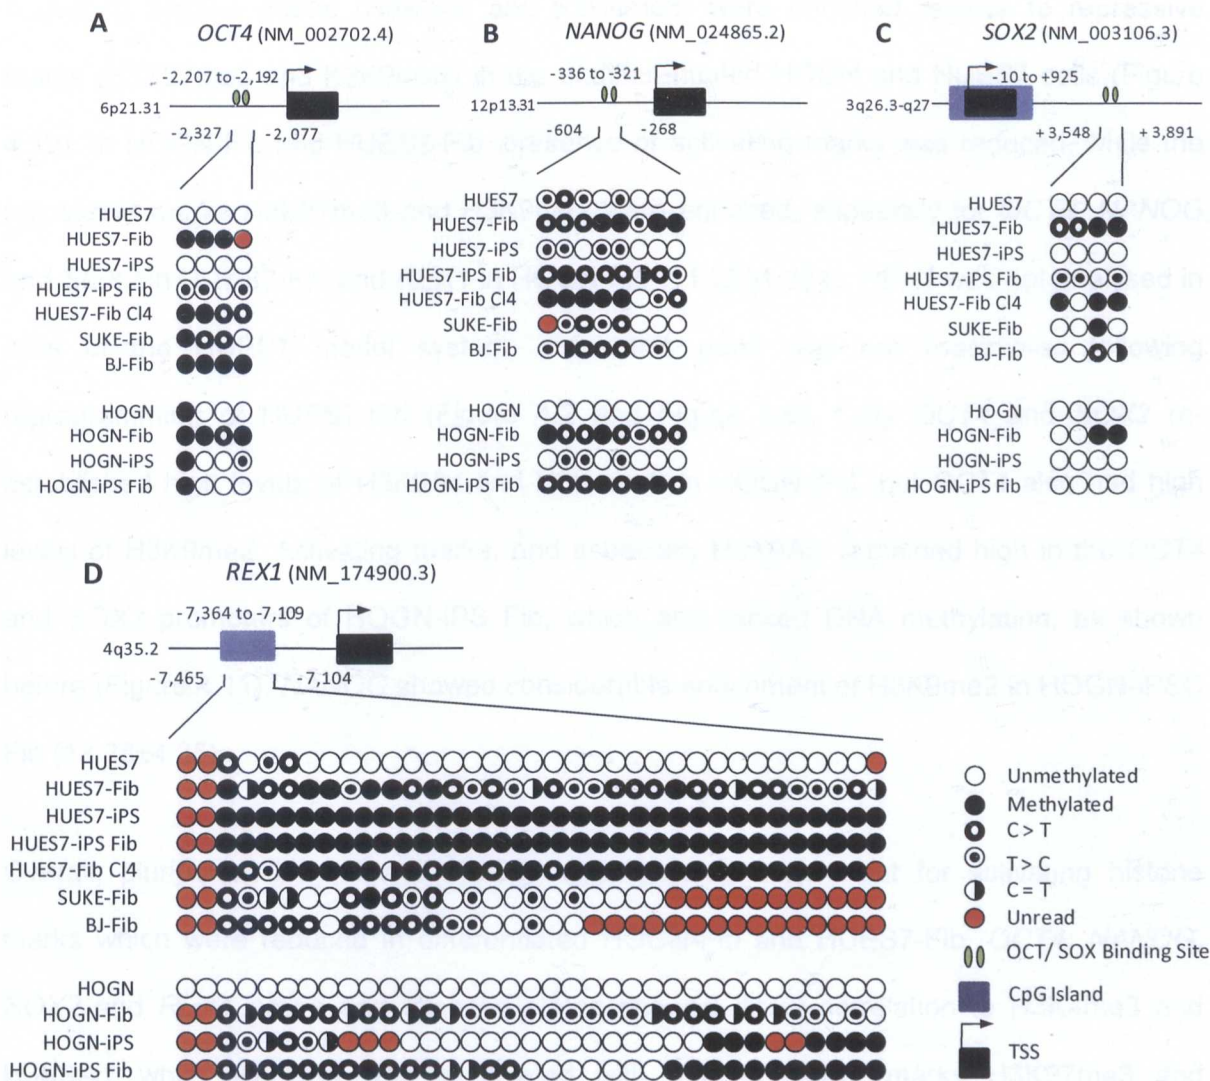 A
OCT4 (NM_002702.4)
-2,207 to -2,192
6p21.31
-2,327
-2,077
HUES7
HUES7-Fib
HUES7-iPS
HUES7-iPS Fib
HUES7-Fib Cl4
SUKE-Fib
BJ-Fib
HOGN
HOGN-Fib
HOGN-iPS
HOGN-iPS Fib
B
NANOG (NM_024865.2)
-336 to -321
12p13.31
-604
-268
HUES7
HUES7-Fib
HUES7-iPS
HUES7-iPS Fib
HUES7-Fib Cl4
SUKE-Fib
BJ-Fib
HOGN
HOGN-Fib
HOGN-iPS
HOGN-iPS Fib
C
SOX2 (NM_003106.3)
-10 to +925
3q26.3-q27
+3,548
+3,891
HUES7
HUES7-Fib
HUES7-iPS
HUES7-iPS Fib
HUES7-Fib Cl4
SUKE-Fib
BJ-Fib
HOGN
HOGN-Fib
HOGN-iPS
HOGN-iPS Fib
D
REX1 (NM_174900.3)
-7,364 to -7,109
4q35.2
-7,465
-7,104
HUES7
HUES7-Fib
HUES7-iPS
HUES7-iPS Fib
HUES7-Fib Cl4
SUKE-Fib
BJ-Fib
HOGN
HOGN-Fib
HOGN-iPS
HOGN-iPS Fib
Unmethylated
Methylated
C > T
T > C
C = T
Unread
OCT/ SOX Binding Site
CpG Island
TSS